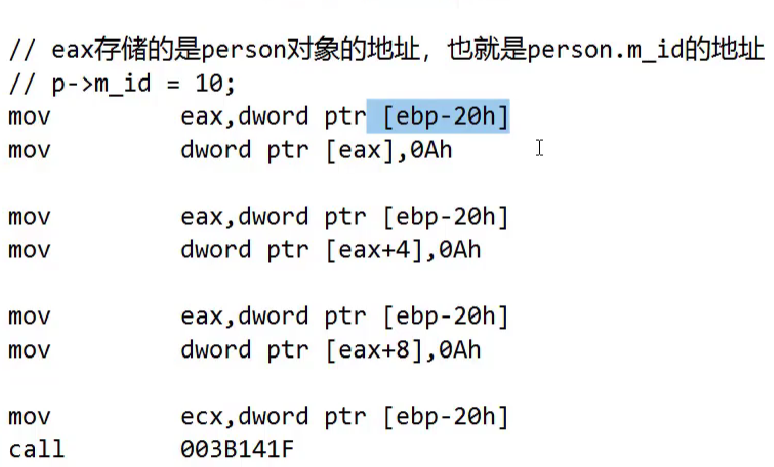 // eax存储的是person对象的地址，也就是person.m_id的地址
// p->m_id = 10;
mov eax,dword ptr [ebp-20h]
mov dword ptr [eax],0Ah
mov eax,dword ptr [ebp-20h]
mov dword ptr [eax+4],0Ah
mov eax,dword ptr [ebp-20h]
mov dword ptr [eax+8],0Ah
mov ecx,dword ptr [ebp-20h]
call 003B141F